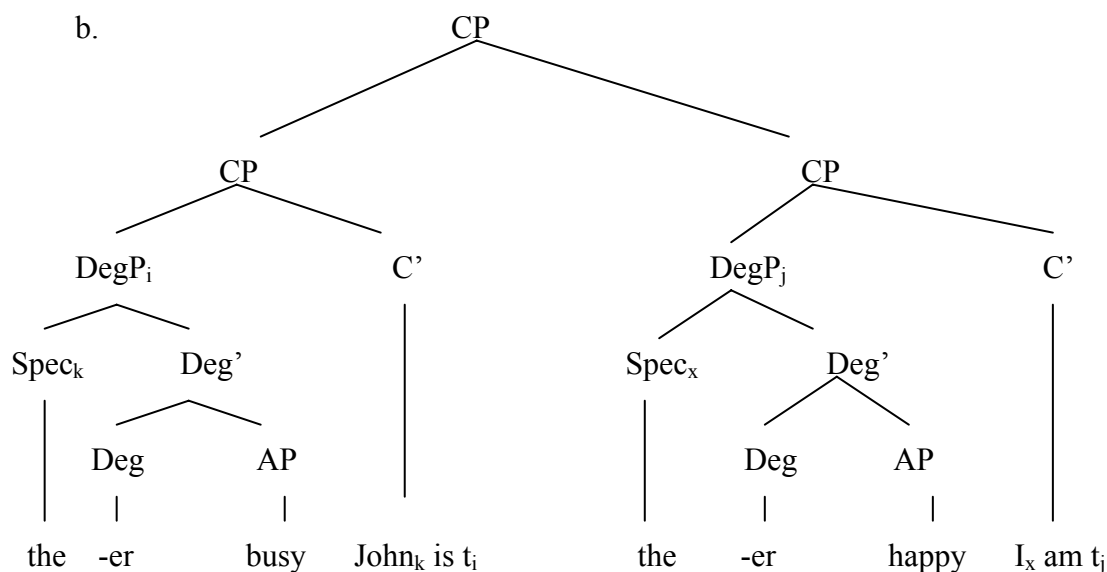 b. CP
CP CP
DegPᵢ C’ DegPⱼ C’
Specₖ Deg’ Specₓ Deg’
Deg AP Deg AP
the -er busy Johnₖ is tᵢ the -er happy Iₓ am tⱼ